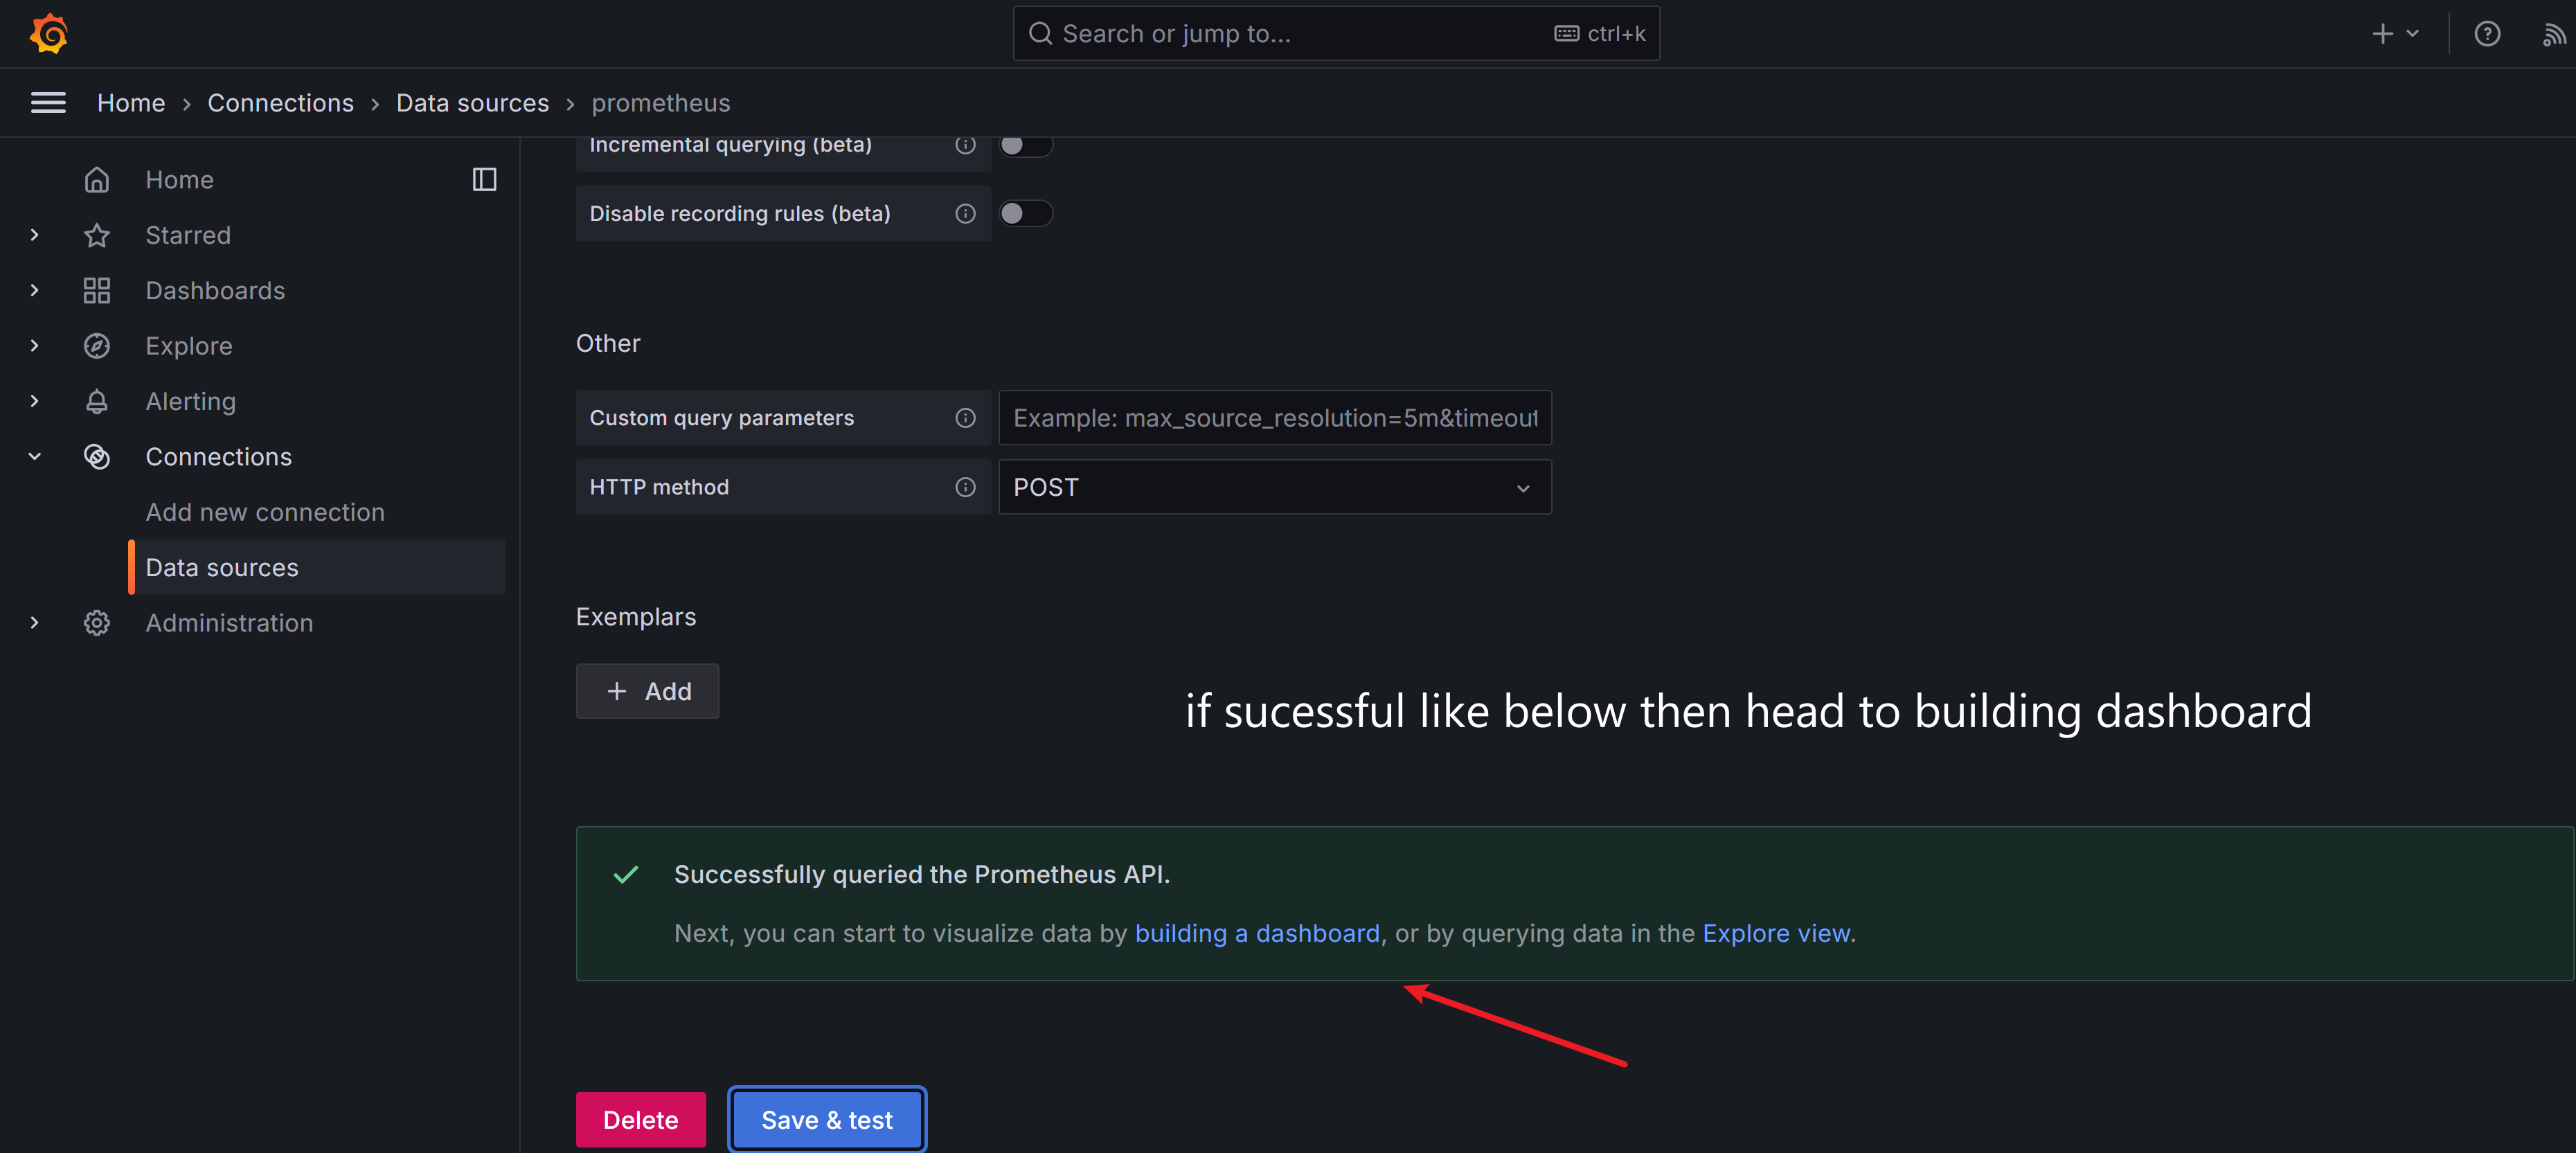 Search or jump to...
ctrl+k
Home
Connections
Data sources
prometheus
Home
Starred
Dashboards
Explore
Alerting
Connections
Add new connection
Data sources
Administration
Incremental querying (beta)
Disable recording rules (beta)
Other
Custom query parameters
Example: max_source_resolution=5m&timeout
HTTP method
POST
Exemplars
Add
if sucessful like below then head to building dashboard
Successfully queried the Prometheus API.
Next, you can start to visualize data by building a dashboard, or by querying data in the Explore view.
Delete
Save & test